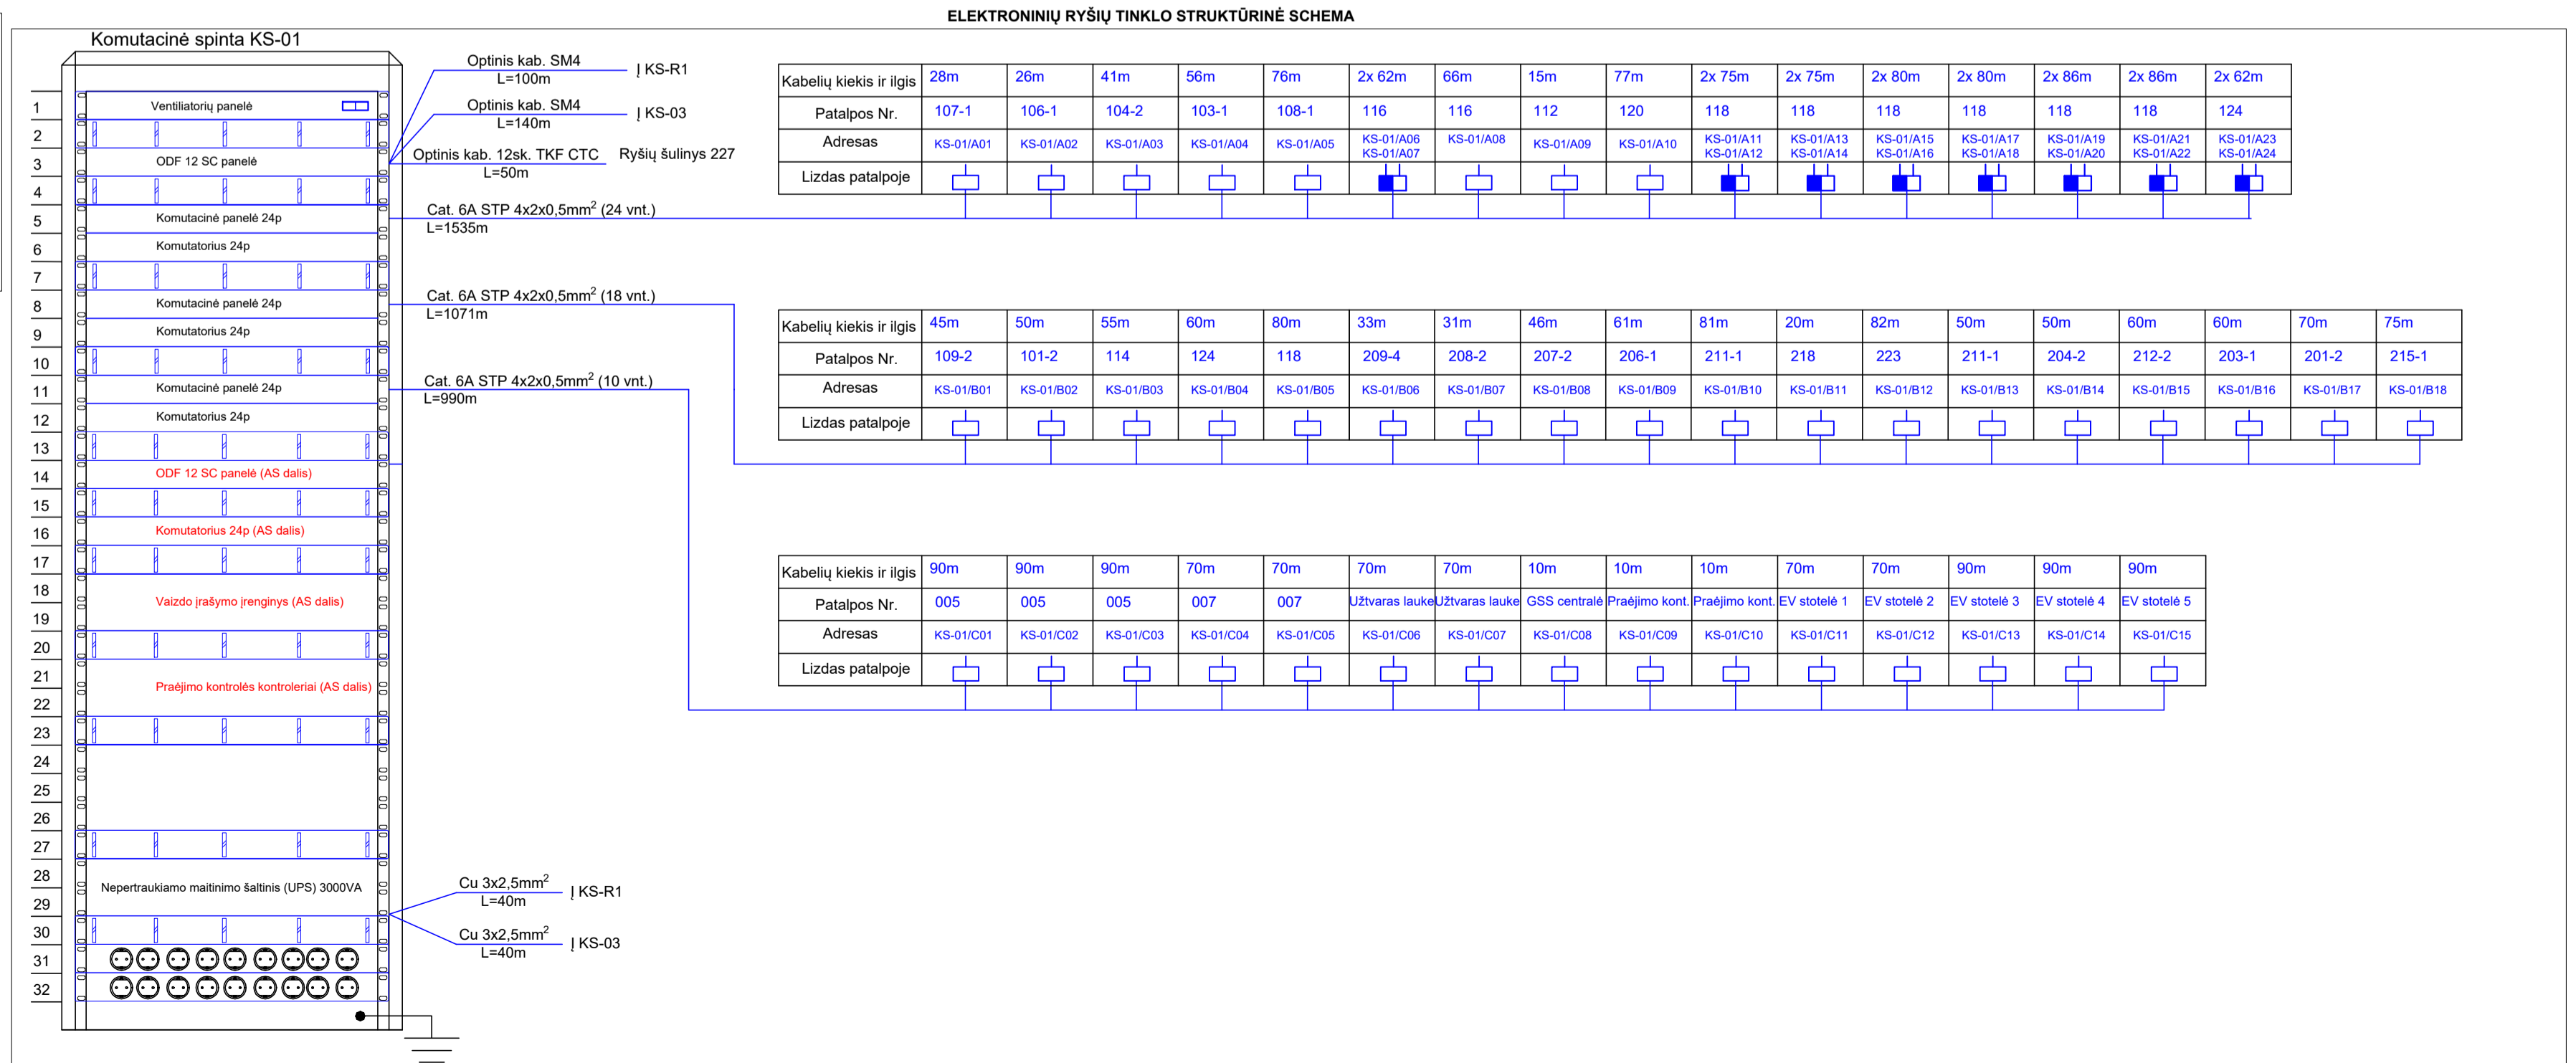 ELEKTRONINIŲ RYŠIŲ TINKLO STRUKTŪRINĖ SCHEMA
Komutacinė spinta KS-01
1 Ventiliatorių panelė
2
3 ODF 12 SC panelė
4
5 Komutacinė panelė 24p
6 Komutatorius 24p
7
8 Komutacinė panelė 24p
9 Komutatorius 24p
10
11 Komutacinė panelė 24p
12 Komutatorius 24p
13
14 ODF 12 SC panelė (AS dalis)
15
16 Komutatorius 24p (AS dalis)
17
18 Vaizdo įrašymo įrenginys (AS dalis)
19
20
21 Praėjimo kontrolės kontroleriai (AS dalis)
22
23
24
25
26
27
28 Nepertraukiamo maitinimo šaltinis (UPS) 3000VA
29
30
31
32
Optinis kab. SM4 Į KS-R1
L=100m
Optinis kab. SM4 Į KS-03
L=140m
Optinis kab. 12sk. TKF CTC Ryšių šulinys 227
L=50m
Cat. 6A STP 4x2x0,5mm² (24 vnt.)
L=1535m
Cat. 6A STP 4x2x0,5mm² (18 vnt.)
L=1071m
Cat. 6A STP 4x2x0,5mm² (10 vnt.)
L=990m
Cu 3x2,5mm² Į KS-R1
L=40m
Cu 3x2,5mm² Į KS-03
L=40m
Kabelių kiekis ir ilgis 28m 26m 41m 56m 76m 2x 62m 66m 15m 77m 2x 75m 2x 75m 2x 80m 2x 80m 2x 86m 2x 86m 2x 62m
Patalpos Nr. 107-1 106-1 104-2 103-1 108-1 116 116 112 120 118 118 118 118 118 118 124
Adresas KS-01/A01 KS-01/A02 KS-01/A03 KS-01/A04 KS-01/A05 KS-01/A06 KS-01/A08 KS-01/A09 KS-01/A10 KS-01/A11 KS-01/A13 KS-01/A15 KS-01/A17 KS-01/A19 KS-01/A21 KS-01/A23
KS-01/A07 KS-01/A12 KS-01/A14 KS-01/A16 KS-01/A18 KS-01/A20 KS-01/A22 KS-01/A24
Lizdas patalpoje
Kabelių kiekis ir ilgis 45m 50m 55m 60m 80m 33m 31m 46m 61m 81m 20m 82m 50m 50m 60m 60m 70m 75m
Patalpos Nr. 109-2 101-2 114 124 118 209-4 208-2 207-2 206-1 211-1 218 223 211-1 204-2 212-2 203-1 201-2 215-1
Adresas KS-01/B01 KS-01/B02 KS-01/B03 KS-01/B04 KS-01/B05 KS-01/B06 KS-01/B07 KS-01/B08 KS-01/B09 KS-01/B10 KS-01/B11 KS-01/B12 KS-01/B13 KS-01/B14 KS-01/B15 KS-01/B16 KS-01/B17 KS-01/B18
Lizdas patalpoje
Kabelių kiekis ir ilgis 90m 90m 90m 70m 70m 70m 70m 10m 10m 10m 70m 70m 90m 90m 90m
Patalpos Nr. 005 005 005 007 007 Užtvaras lauke Užtvaras lauke GSS centralė Praėjimo kont. Praėjimo kont. EV stotelė 1 EV stotelė 2 EV stotelė 3 EV stotelė 4 EV stotelė 5
Adresas KS-01/C01 KS-01/C02 KS-01/C03 KS-01/C04 KS-01/C05 KS-01/C06 KS-01/C07 KS-01/C08 KS-01/C09 KS-01/C10 KS-01/C11 KS-01/C12 KS-01/C13 KS-01/C14 KS-01/C15
Lizdas patalpoje